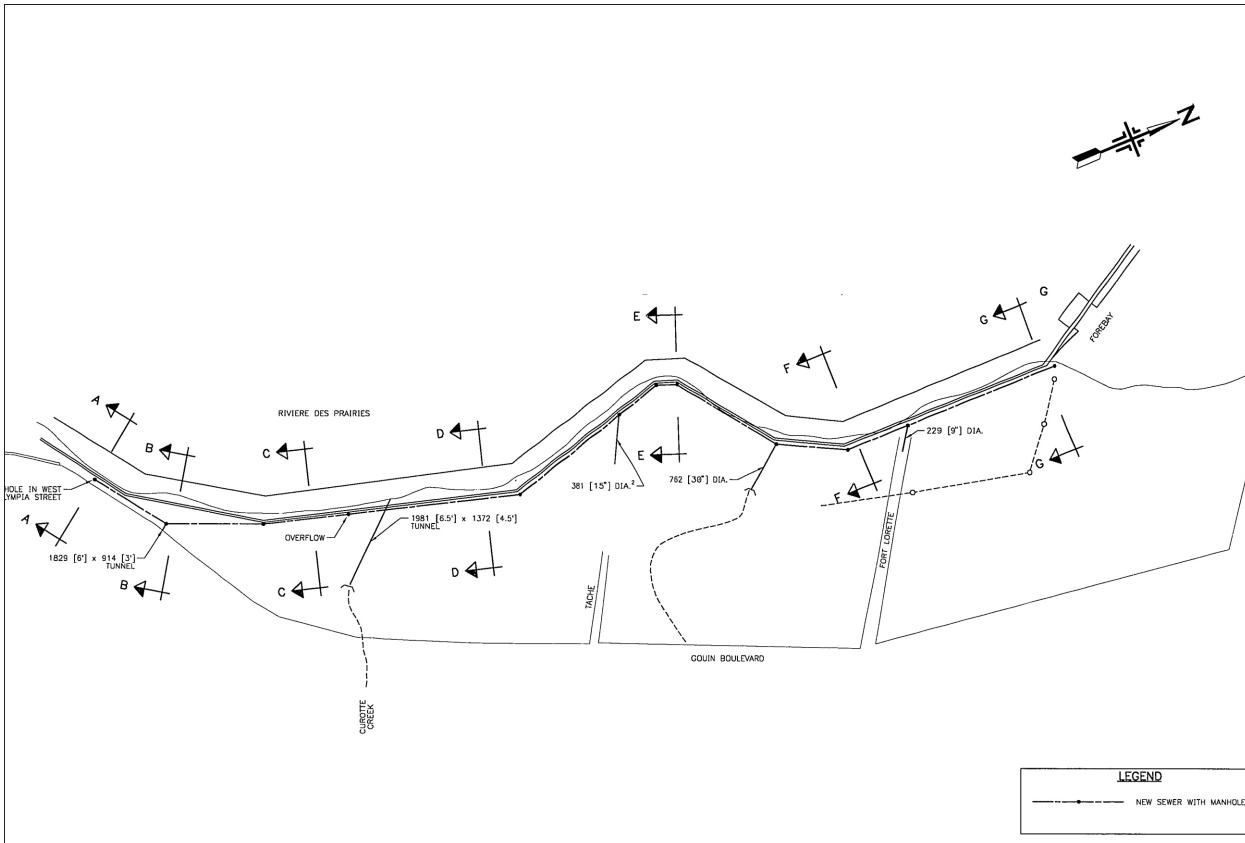 N
G
G
FOREBAY
E
F
A
RIVIERE DES PRAIRIES
B
C
D
229 [9"] DIA.
E
G
HOLE IN WEST
LYMPIA STREET
381 [15"] DIA.²
762 [30"] DIA.
F
A
1981 [6.5'] x 1372 [4.5']
TUNNEL
OVERFLOW
1829 [6'] x 914 [3']
TUNNEL
FORT LORETTE
B
C
D
TACHE
GOUIN BOULEVARD
CUROTTE
CREEK
LEGEND
NEW SEWER WITH MANHOLE